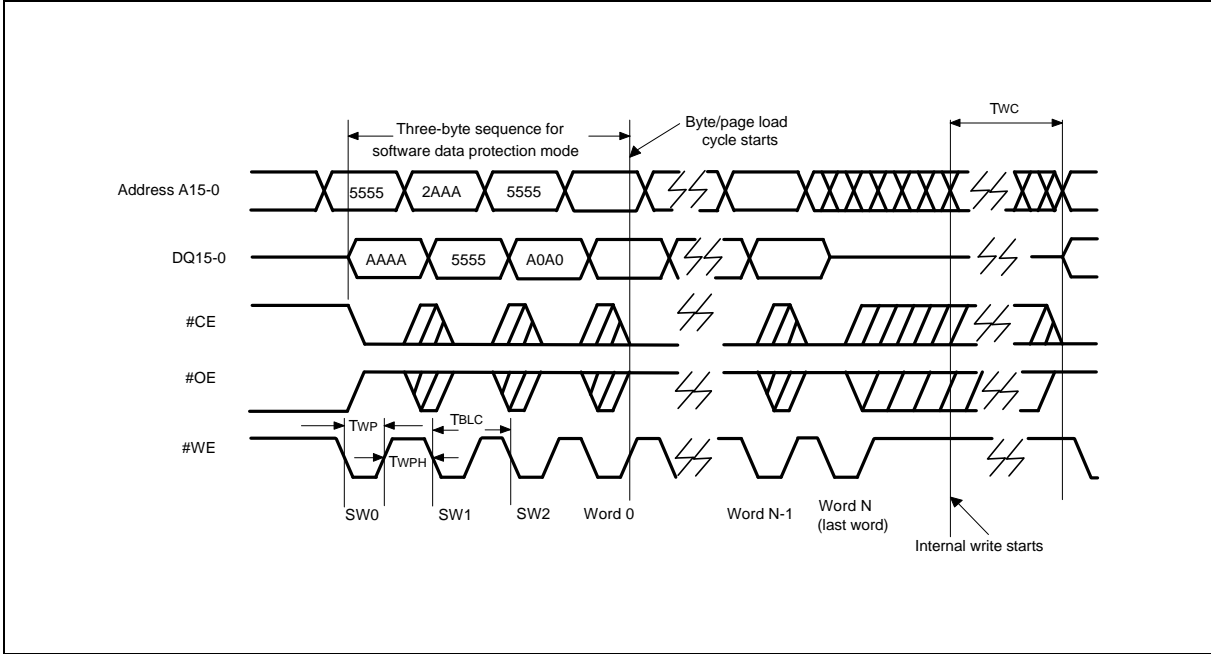 Three-byte sequence for
software data protection mode
Byte/page load
cycle starts
TWC
Address A15-0
5555
2AAA
5555
DQ15-0
AAAA
5555
A0A0
#CE
#OE
TWP
TBLC
#WE
TWPH
SW0
SW1
SW2
Word 0
Word N-1
Word N
(last word)
Internal write starts